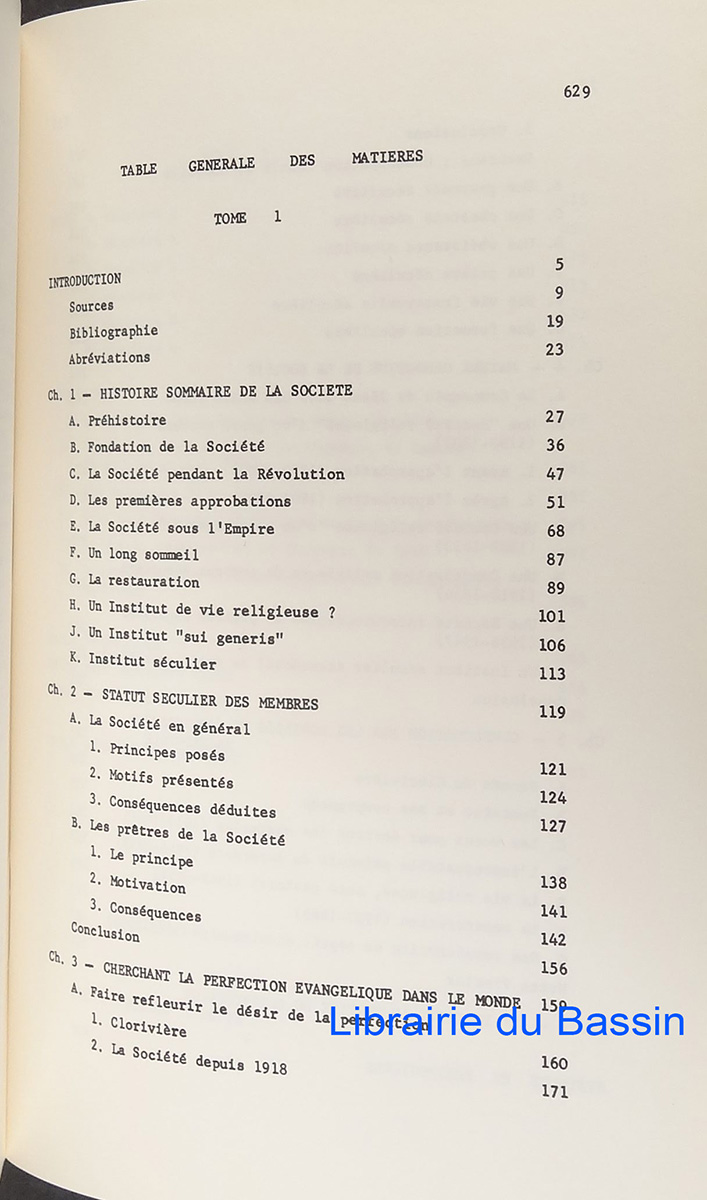 629
TABLE GENERALE DES MATIERES
TOME 1
INTRODUCTION 5
Sources 9
Bibliographie 19
Abréviations 23
Ch. 1 - HISTOIRE SOMMAIRE DE LA SOCIETE
A. Préhistoire 27
B. Fondation de la Société 36
C. La Société pendant la Révolution 47
D. Les premières approbations 51
E. La Société sous l'Empire 68
F. Un long sommeil 87
G. La restauration 89
H. Un Institut de vie religieuse ? 101
J. Un Institut "sui generis" 106
K. Institut séculier 113
Ch. 2 - STATUT SECULIER DES MEMBRES 119
A. La Société en général
1. Principes posés 121
2. Motifs présentés 124
3. Conséquences déduites 127
B. Les prêtres de la Société
1. Le principe 138
2. Motivation 141
3. Conséquences 142
Conclusion 156
Ch. 3 - CHERCHANT LA PERFECTION EVANGELIQUE DANS LE MONDE 159
A. Faire refleurir le désir de la perfection
1. Clorivière 160
2. La Société depuis 1918 171
Librairie du Bassin